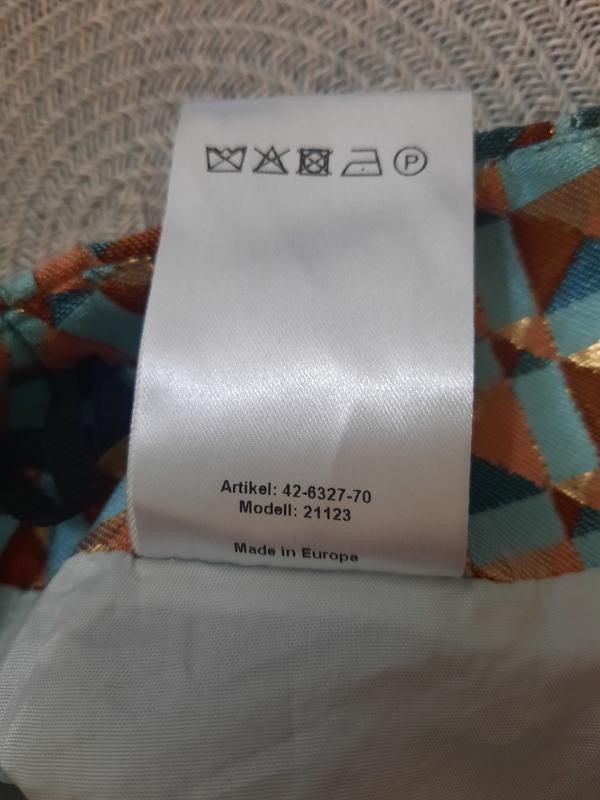 P
Artikel: 42-6327-70
Modell: 21123
Made in Europe